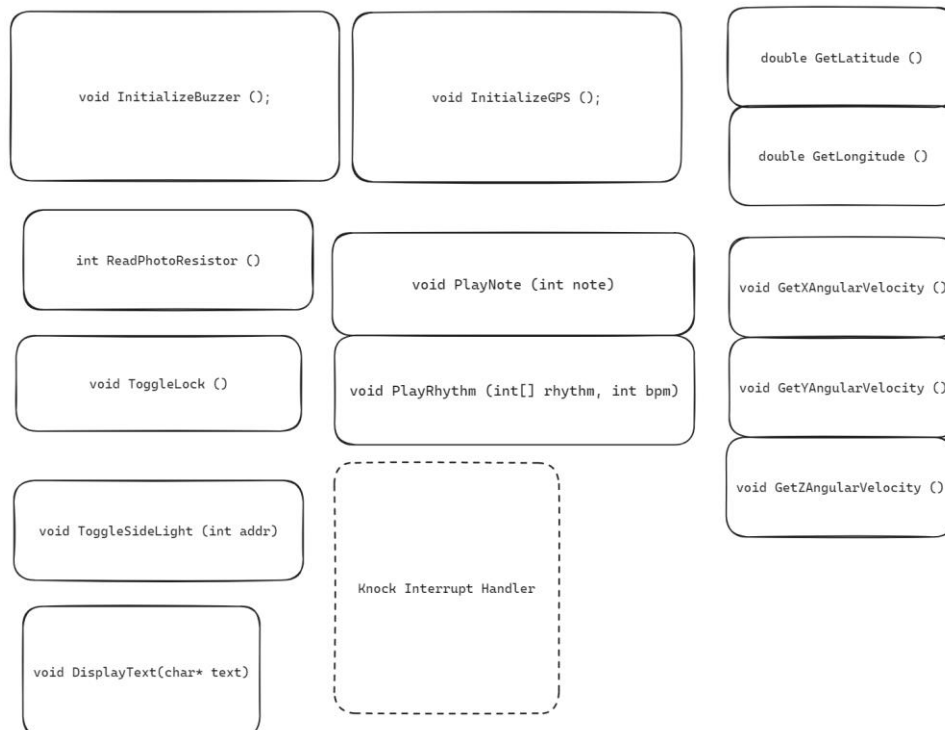 void InitializeBuzzer ();
void InitializeGPS ();
double GetLatitude ()
double GetLongitude ()
int ReadPhotoResistor ()
void PlayNote (int note)
void GetXAngularVelocity ()
void ToggleLock ()
void PlayRhythm (int[] rhythm, int bpm)
void GetYAngularVelocity ()
void GetZAngularVelocity ()
void ToggleSideLight (int addr)
Knock Interrupt Handler
void DisplayText(char* text)